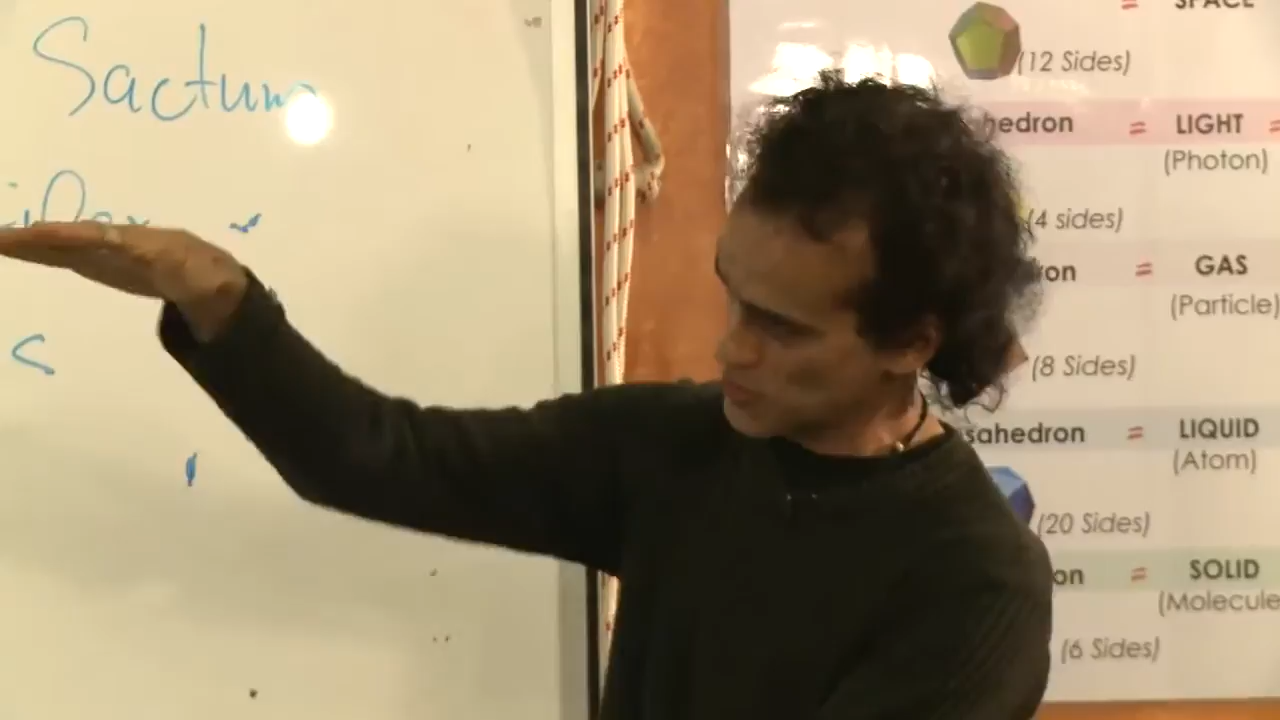 Sactum
= SPACE
(12 Sides)
hedron = LIGHT =
(Photon)
(4 sides)
ron = GAS
(Particle)
(8 Sides)
sahedron = LIQUID
(Atom)
(20 Sides)
on = SOLID
(Molecule
(6 Sides)